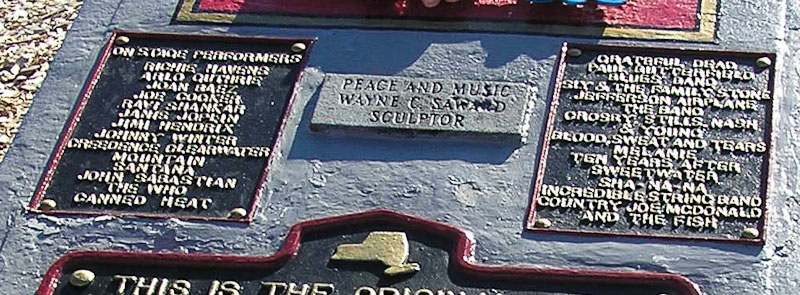 ON STAGE PERFORMERS
RICHIE HAVENS
ARLO GUTHRIE
JOAN BAEZ
JOE COCKER
RAVI SHANKAR
JANIS JOPLIN
JIMI HENDRIX
JOHNNY WINTER
CREEDENCE CLEARWATER
MOUNTAIN
SANTANA
JOHN SABASTIAN
THE WHO
CANNED HEAT
PEACE AND MUSIC
WAYNE C. SAWARD
SCULPTOR
GRATEFUL DEAD
PAUL BUTTERFIELD
BLUES BAND
SLY & THE FAMILY STONE
JEFFERSON AIRPLANE
THE BAND
CROSBY, STILLS, NASH
& YOUNG
BLOOD, SWEAT AND TEARS
MELANIE
TEN YEARS AFTER
SWEETWATER
SHA-NA-NA
INCREDIBLE STRING BAND
COUNTRY JOE MCDONALD
AND THE FISH
THIS IS THE